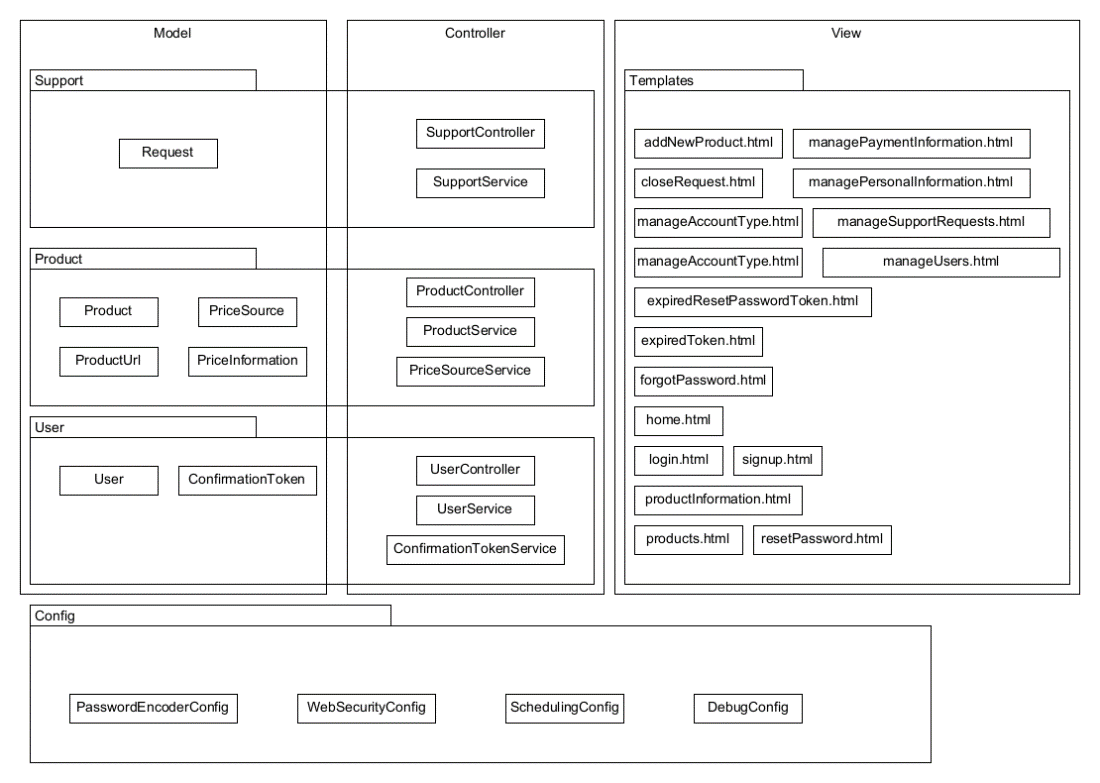 Model
Controller
View
Support
Request
SupportController
SupportService
Product
Product
PriceSource
ProductUrl
PriceInformation
ProductController
ProductService
PriceSourceService
User
User
ConfirmationToken
UserController
UserService
ConfirmationTokenService
Templates
addNewProduct.html
managePaymentInformation.html
closeRequest.html
managePersonalInformation.html
manageAccountType.html
manageSupportRequests.html
manageAccountType.html
manageUsers.html
expiredResetPasswordToken.html
expiredToken.html
forgotPassword.html
home.html
login.html
signup.html
productInformation.html
products.html
resetPassword.html
Config
PasswordEncoderConfig
WebSecurityConfig
SchedulingConfig
DebugConfig